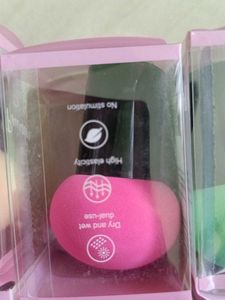 No stimulation
High elasticity
Dry and wet
dual-use